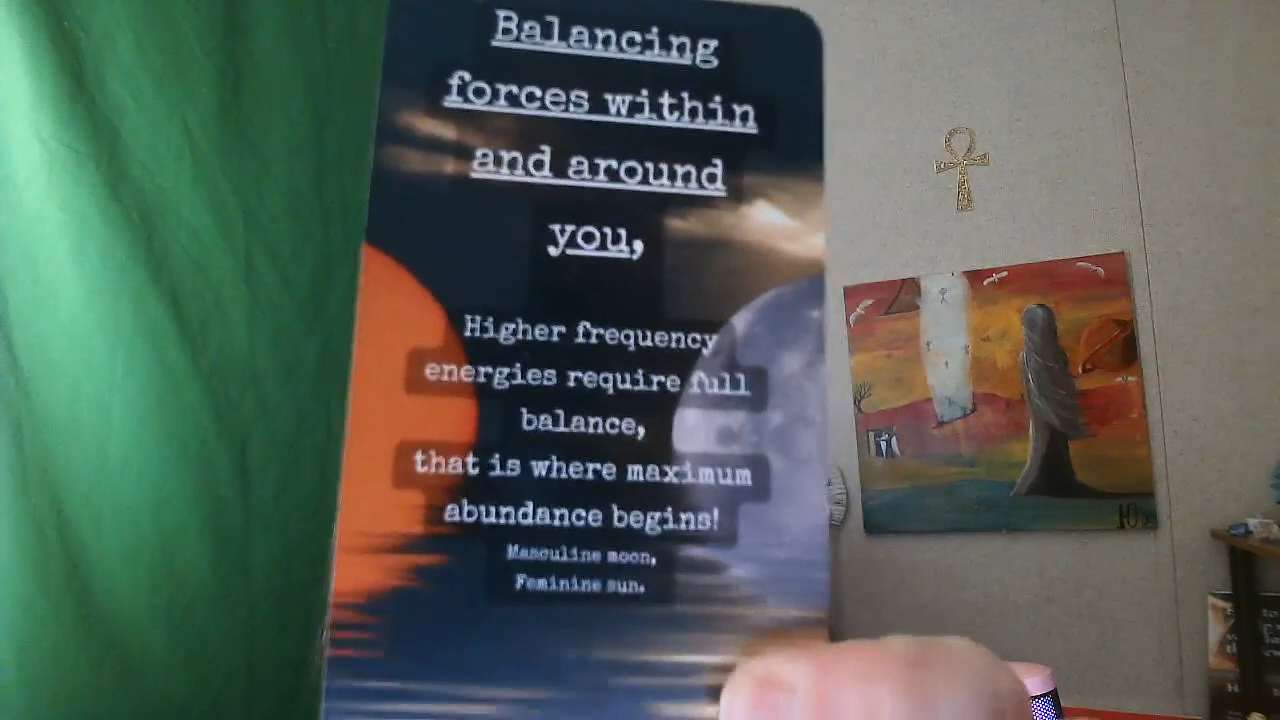 Balancing
forces within
and around
you,
Higher frequency
energies require full
balance,
that is where maximum
abundance begins!
Masculine moon,
Feminine sun.